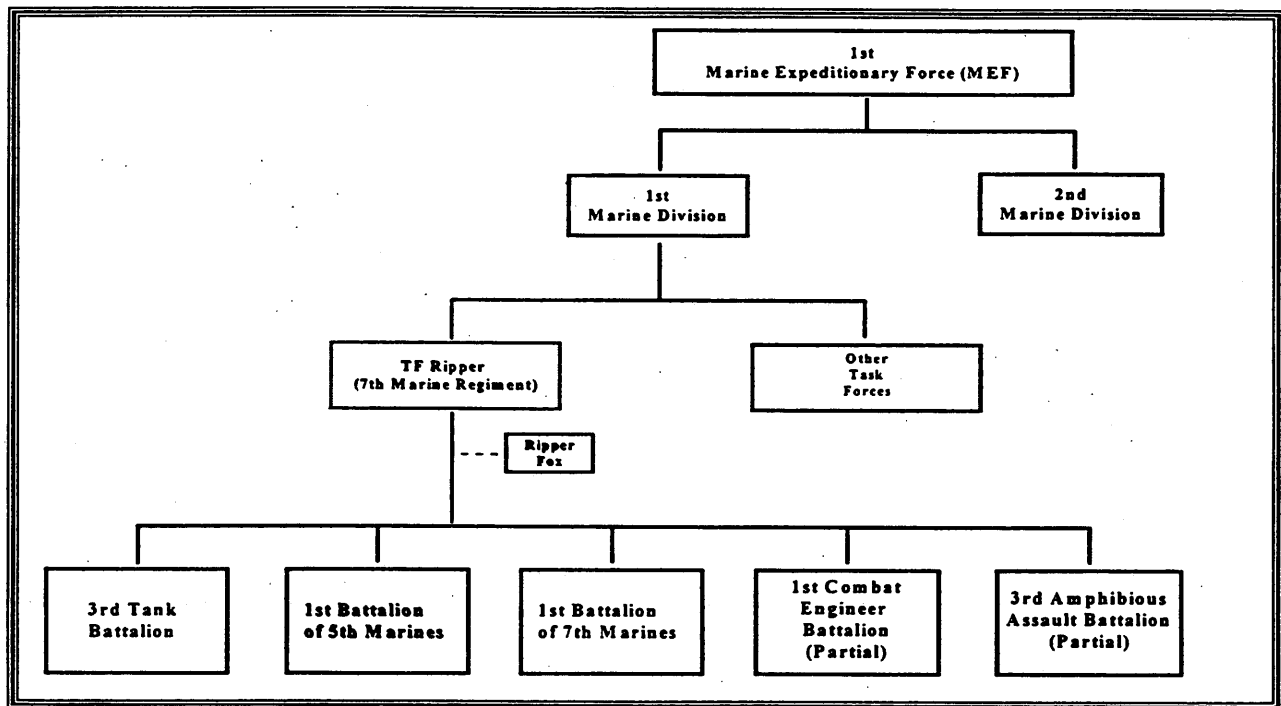 1st
Marine Expeditionary Force (MEF)
1st
Marine Division
2nd
Marine Division
TF Ripper
(7th Marine Regiment)
Other
Task
Forces
Ripper
Fox
3rd Tank
Battalion
1st Battalion
of 5th Marines
1st Battalion
of 7th Marines
1st Combat
Engineer
Battalion
(Partial)
3rd Amphibious
Assault Battalion
(Partial)